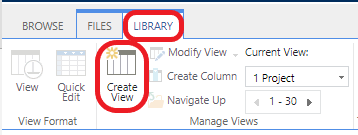 BROWSE FILES LIBRARY
View Quick Edit
Create View
Modify View Current View:
Create Column 1 Project
Navigate Up 1 - 30
View Format Manage Views